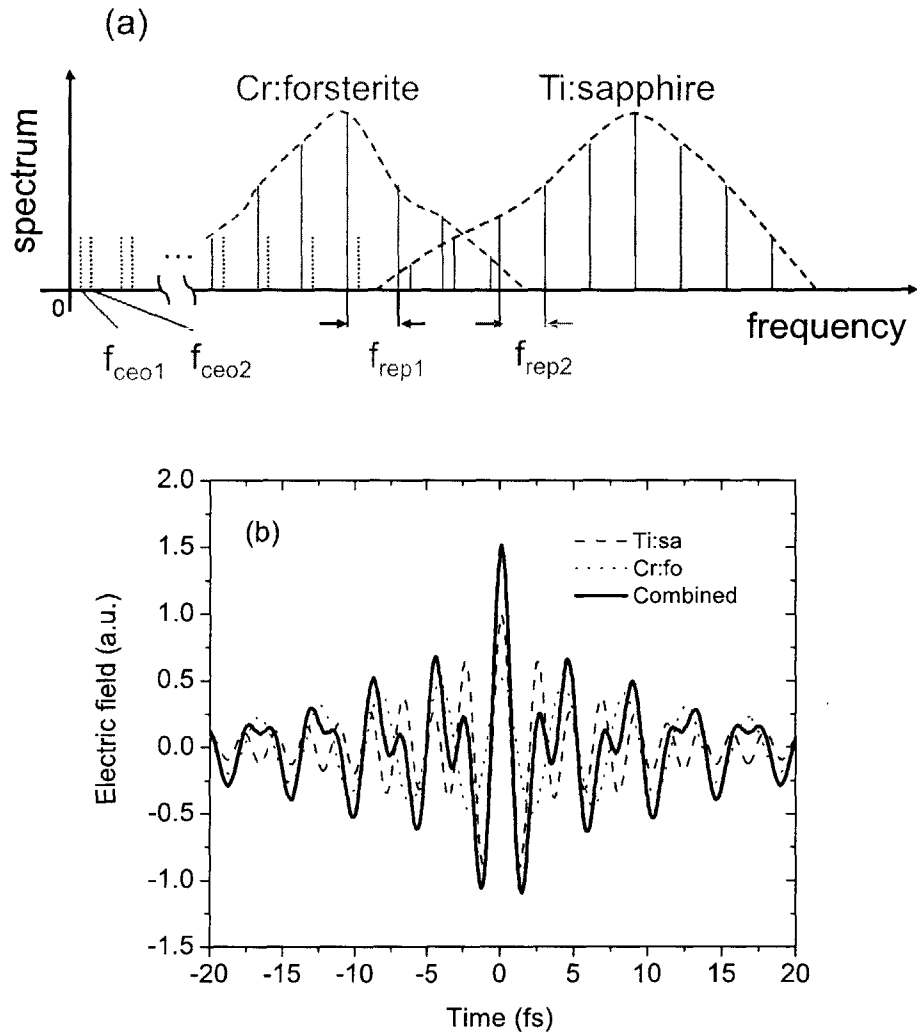 (a)
Cr:forsterite Ti:sapphire
spectrum
...
0
frequency
f_ceo1 f_ceo2 f_rep1 f_rep2
(b)
Ti:sa
Cr:fo
Combined
Electric field (a.u.)
2.0
1.5
1.0
0.5
0.0
-0.5
-1.0
-1.5
-20 -15 -10 -5 0 5 10 15 20
Time (fs)